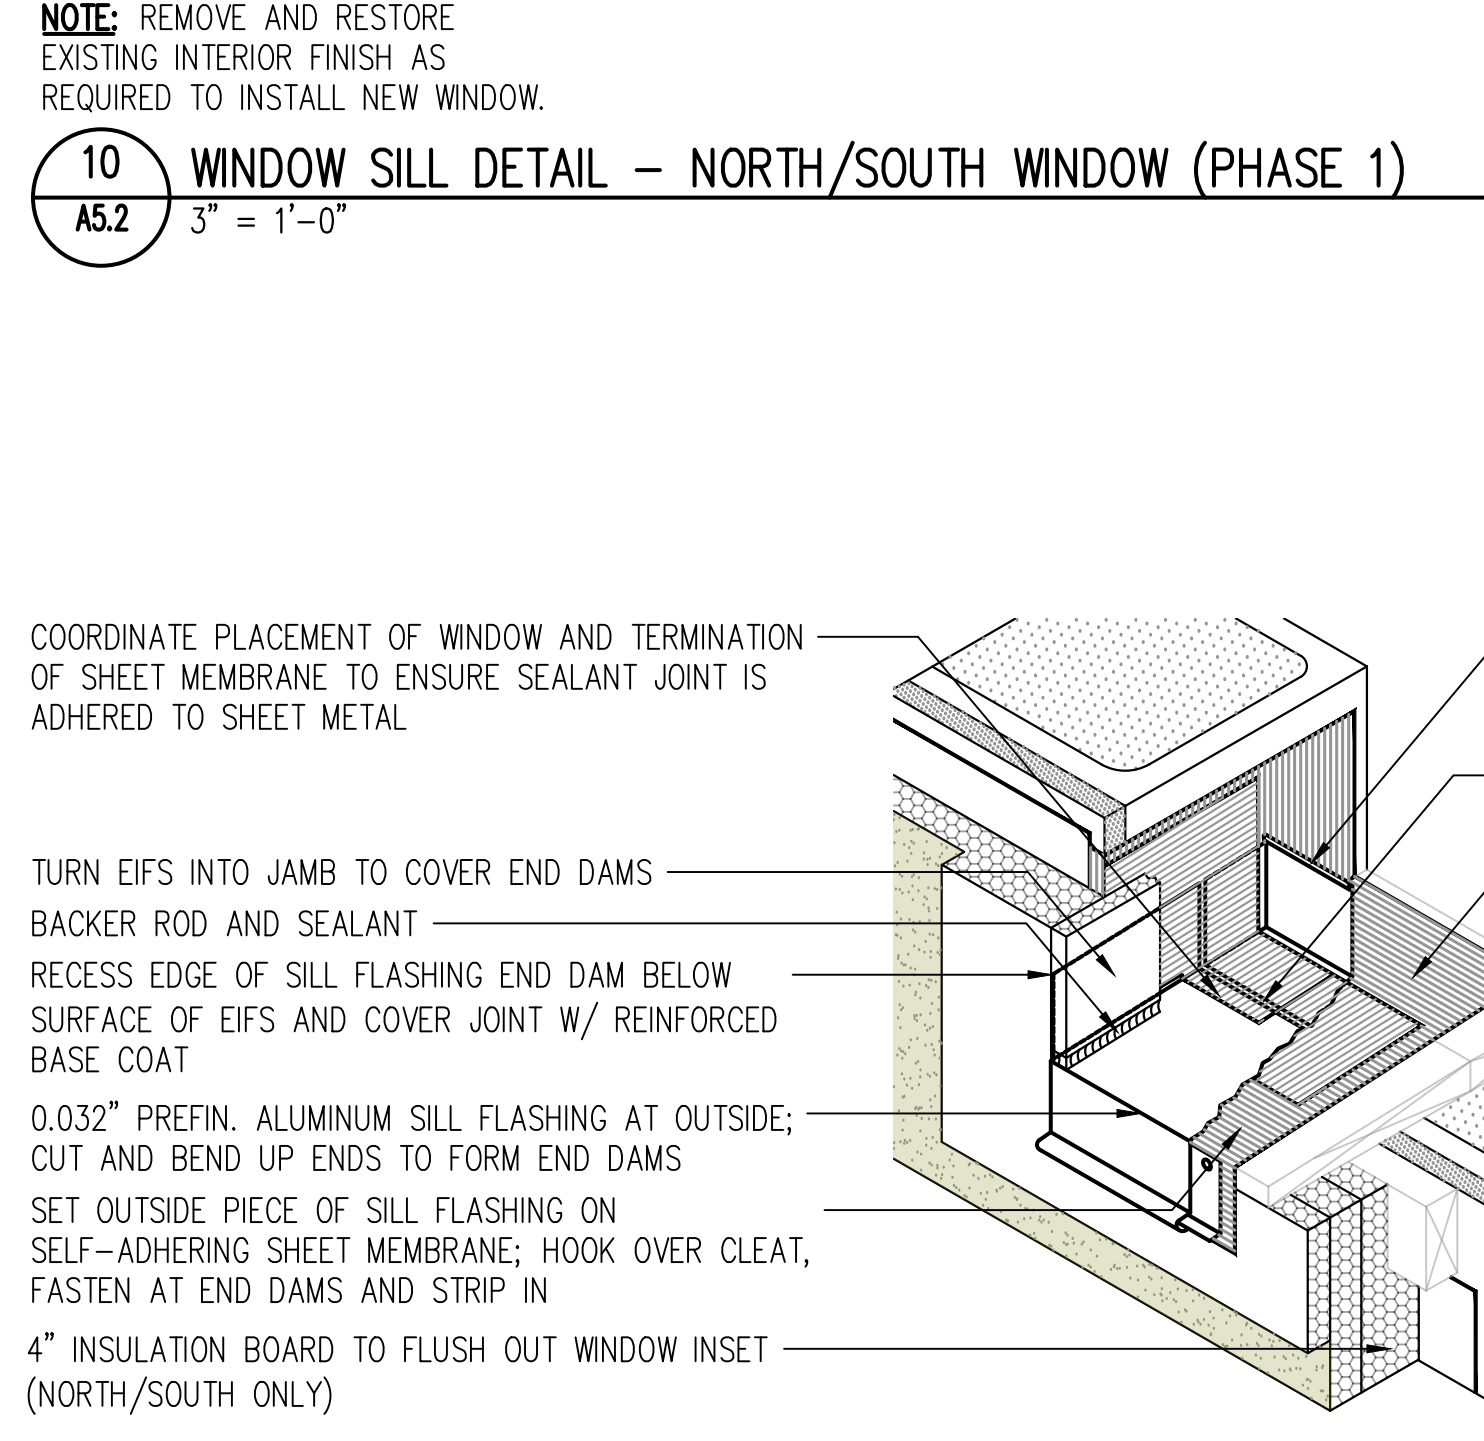 NOTE: REMOVE AND RESTORE
EXISTING INTERIOR FINISH AS
REQUIRED TO INSTALL NEW WINDOW.
10
WINDOW SILL DETAIL – NORTH/SOUTH WINDOW (PHASE 1)
A5.2
3" = 1'–0"
COORDINATE PLACEMENT OF WINDOW AND TERMINATION
OF SHEET MEMBRANE TO ENSURE SEALANT JOINT IS
ADHERED TO SHEET METAL
TURN EIFS INTO JAMB TO COVER END DAMS
BACKER ROD AND SEALANT
RECESS EDGE OF SILL FLASHING END DAM BELOW
SURFACE OF EIFS AND COVER JOINT W/ REINFORCED
BASE COAT
0.032" PREFIN. ALUMINUM SILL FLASHING AT OUTSIDE;
CUT AND BEND UP ENDS TO FORM END DAMS
SET OUTSIDE PIECE OF SILL FLASHING ON
SELF–ADHERING SHEET MEMBRANE; HOOK OVER CLEAT,
FASTEN AT END DAMS AND STRIP IN
4" INSULATION BOARD TO FLUSH OUT WINDOW INSET
(NORTH/SOUTH ONLY)